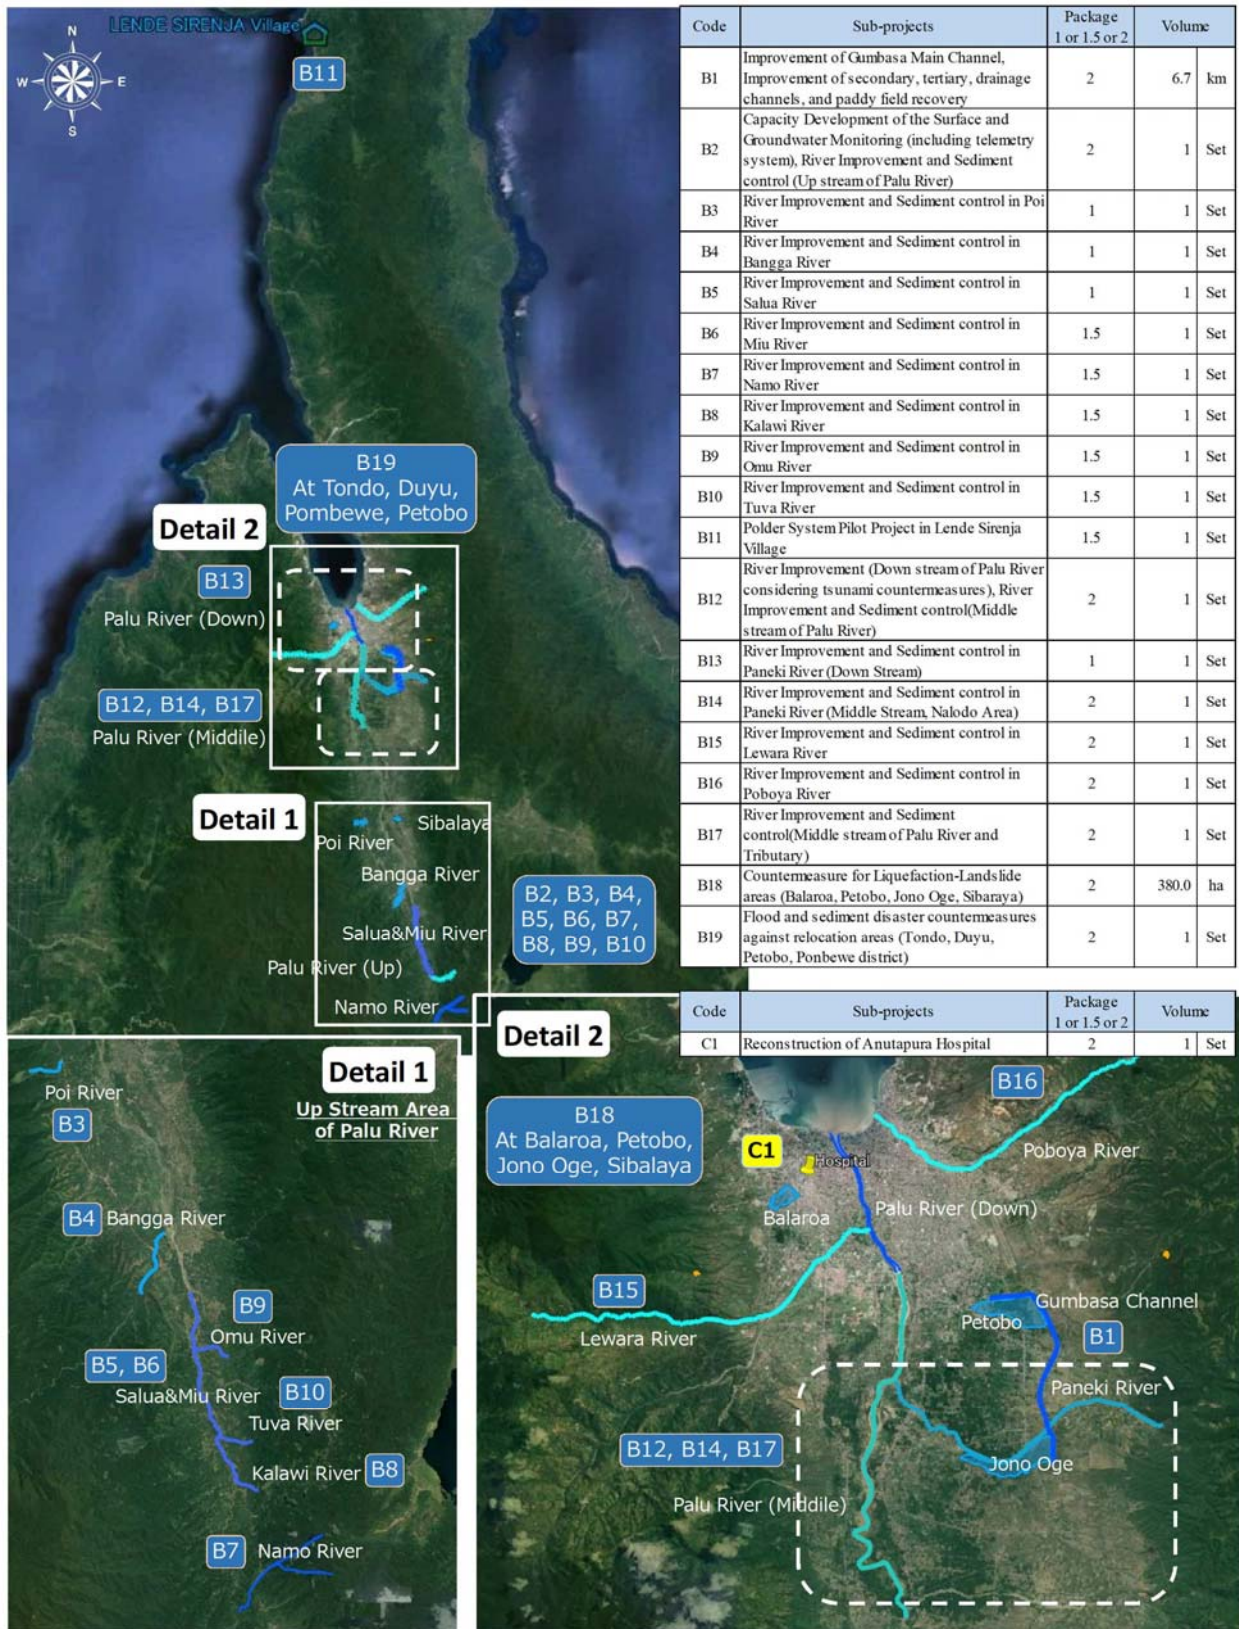 LENDE SIRENJA Village
N
W
E
S
B11
B19
At Tondo, Duyu,
Pombewe, Petobo
Detail 2
B13
Palu River (Down)
B12, B14, B17
Palu River (Middile)
Detail 1
Sibalaya
Poi River
Bangga River
B2, B3, B4,
B5, B6, B7,
B8, B9, B10
Salua&Miu River
Palu River (Up)
Namo River
Code Sub-projects Package Volume
1 or 1.5 or 2
Improvement of Gumbasa Main Channel,
B1 Improvement of secondary, tertiary, drainage 2 6.7 km
channels, and paddy field recovery
Capacity Development of the Surface and
B2 Groundwater Monitoring (including telemetry 2 1 Set
system), River Improvement and Sediment
control (Up stream of Palu River)
B3 River Improvement and Sediment control in Poi 1 1 Set
River
B4 River Improvement and Sediment control in 1 1 Set
Bangga River
B5 River Improvement and Sediment control in 1 1 Set
Salua River
B6 River Improvement and Sediment control in 1.5 1 Set
Miu River
B7 River Improvement and Sediment control in 1.5 1 Set
Namo River
B8 River Improvement and Sediment control in 1.5 1 Set
Kalawi River
B9 River Improvement and Sediment control in 1.5 1 Set
Omu River
B10 River Improvement and Sediment control in 1.5 1 Set
Tuva River
B11 Polder System Pilot Project in Lende Sirenja 1.5 1 Set
Village
River Improvement (Down stream of Palu River
B12 considering tsunami countermeasures), River 2 1 Set
Improvement and Sediment control(Middle
stream of Palu River)
B13 River Improvement and Sediment control in 1 1 Set
Paneki River (Down Stream)
B14 River Improvement and Sediment control in 2 1 Set
Paneki River (Middle Stream, Nalodo Area)
B15 River Improvement and Sediment control in 2 1 Set
Lewara River
B16 River Improvement and Sediment control in 2 1 Set
Poboya River
River Improvement and Sediment
B17 control(Middle stream of Palu River and 2 1 Set
Tributary)
B18 Countermeasure for Liquefaction-Landslide 2 380.0 ha
areas (Balaroa, Petobo, Jono Oge, Sibaraya)
Flood and sediment disaster countermeasures
B19 against relocation areas (Tondo, Duyu, 2 1 Set
Petobo, Ponbewe district)
Code Sub-projects Package Volume
1 or 1.5 or 2
C1 Reconstruction of Anutapura Hospital 2 1 Set
Detail 1
Up Stream Area
of Palu River
Poi River
B3
B4 Bangga River
B9
Omu River
B5, B6
Salua&Miu River
B10
Tuva River
Kalawi River B8
B7 Namo River
Detail 2
B18
At Balaroa, Petobo,
Jono Oge, Sibalaya
B16
C1
Hospital
Poboya River
Balaroa
Palu River (Down)
B15
Lewara River
Gumbasa Channel
Petobo
B1
Paneki River
B12, B14, B17
Jono Oge
Palu River (Middile)